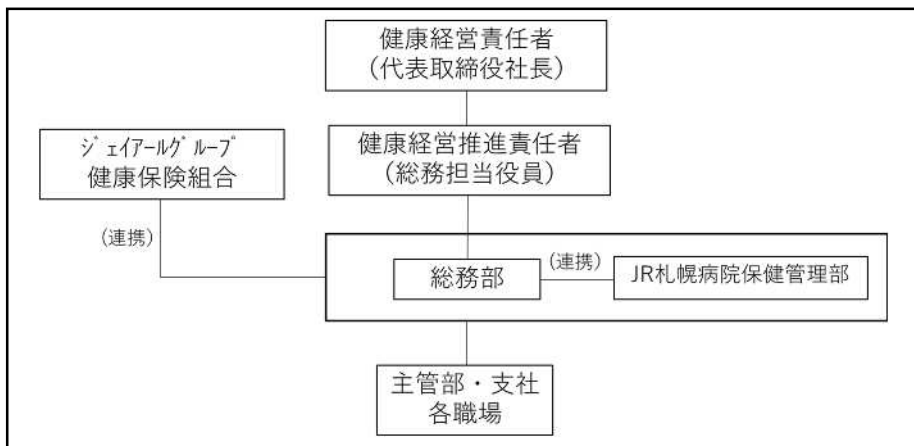 健康経営責任者
(代表取締役社長)
ｼﾞｪｲｱｰﾙｸﾞﾙｰﾌﾟ
健康保険組合
健康経営推進責任者
(総務担当役員)
(連携)
総務部
(連携)
JR札幌病院保健管理部
主管部・支社
各職場